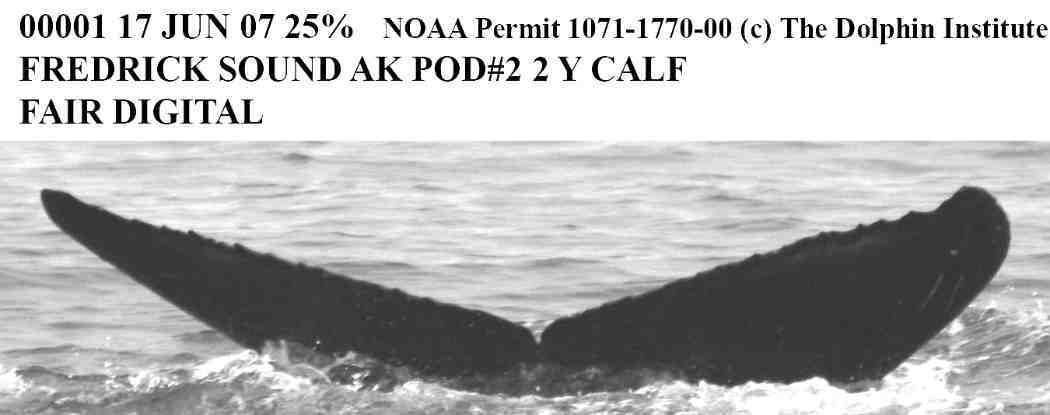 00001 17 JUN 07 25% NOAA Permit 1071-1770-00 (c) The Dolphin Institute
FREDRICK SOUND AK POD#2 2 Y CALF
FAIR DIGITAL